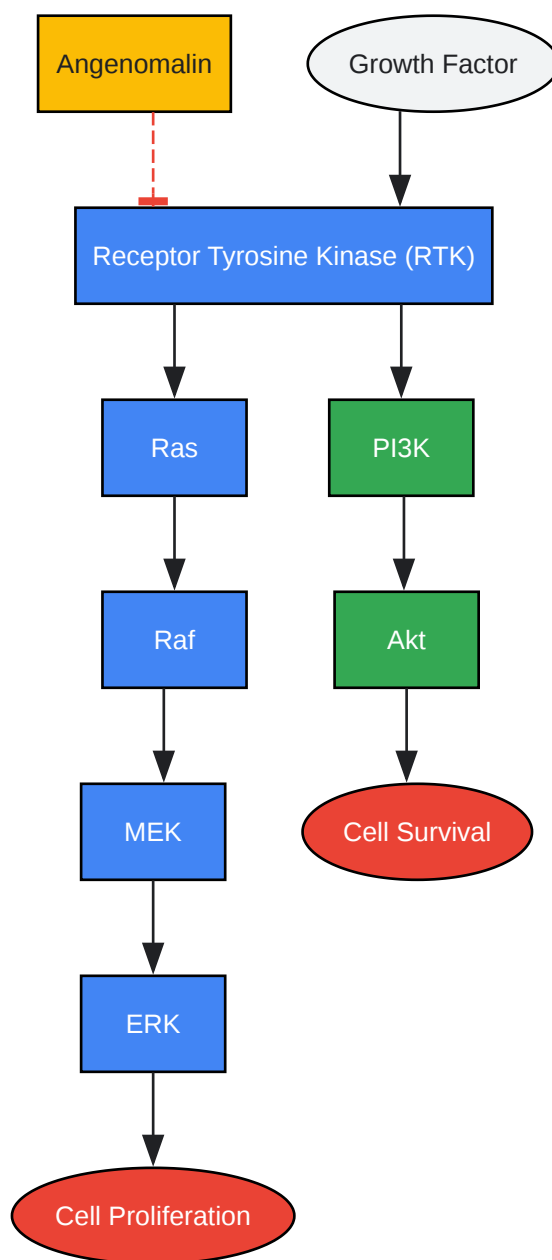 Angenomalin
Growth Factor
Receptor Tyrosine Kinase (RTK)
Ras
PI3K
Raf
Akt
MEK
Cell Survival
ERK
Cell Proliferation